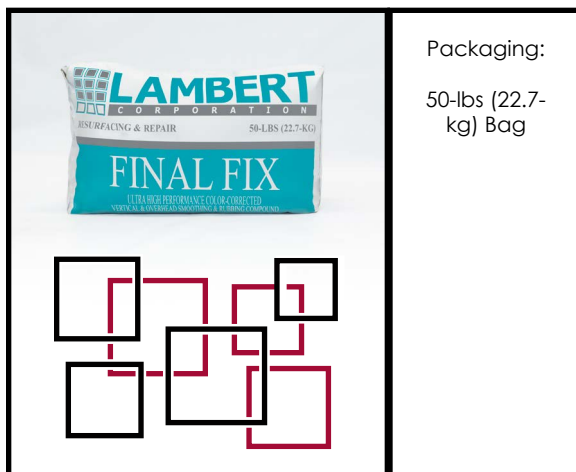 LAMBERT
CORPORATION
RESURFACING & REPAIR 50-LBS (22.7-KG)
FINAL FIX
ULTRA HIGH PERFORMANCE COLOR-CORRECTED
VERTICAL & OVERHEAD SMOOTHING & RUBBING COMPOUND
Packaging:
50-lbs (22.7-
kg) Bag